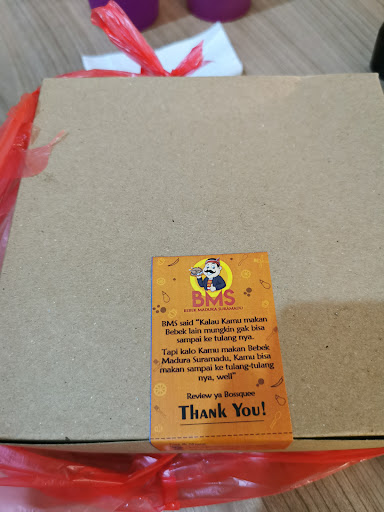 BMS
BEBEK MADURA SURAMADU
BMS said "Kalau Kamu makan
Bebek lain mungkin gak bisa
sampai ke tulang nya.
Tapi kalo Kamu makan Bebek
Madura Suramadu, Kamu bisa
makan sampai ke tulang-tulang
nya, well"
Review ya Bossquee
THANK YOU!